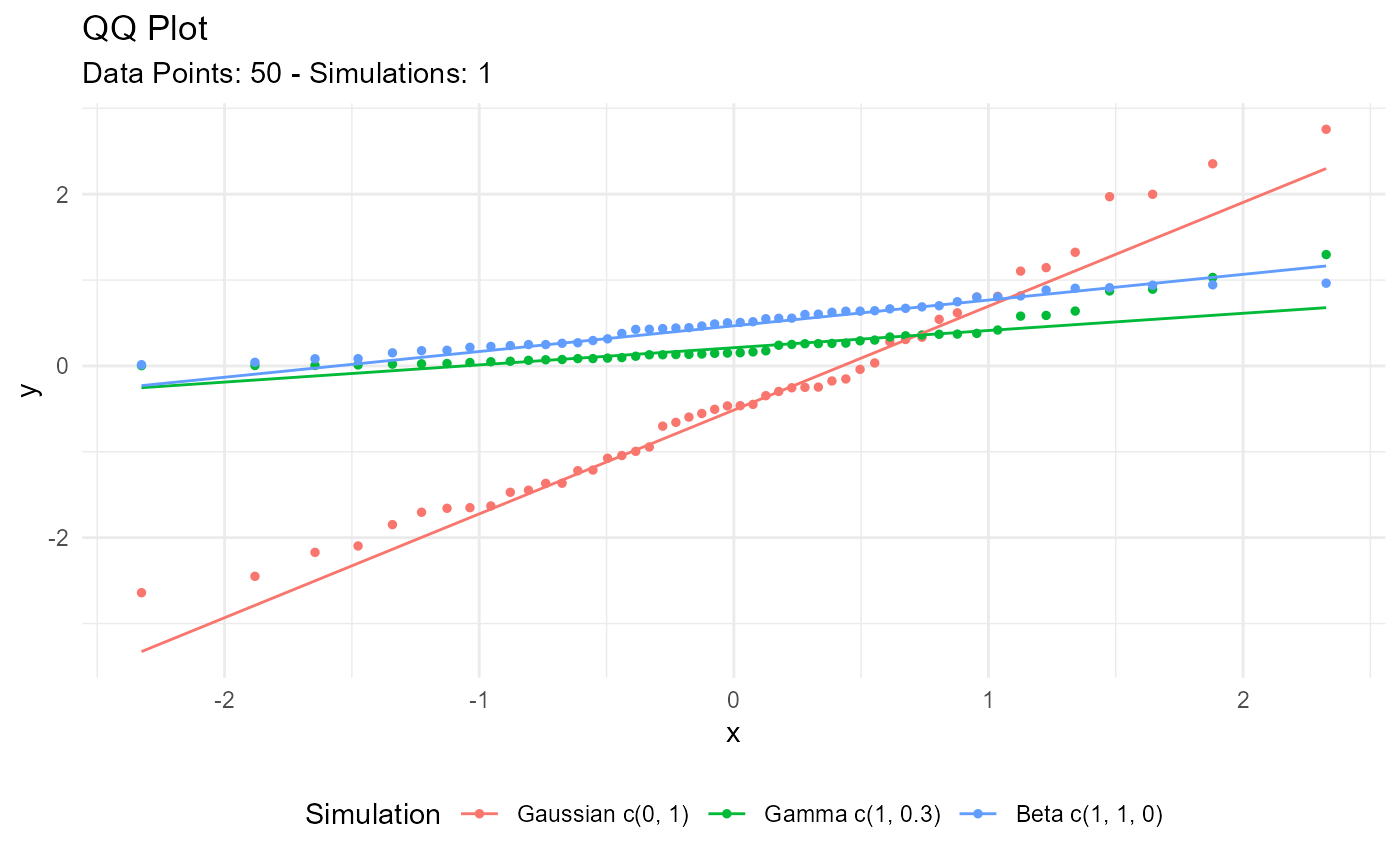 QQ Plot
Data Points: 50 - Simulations: 1
y
2
0
-2
-2 -1 0 1 2
x
Simulation Gaussian c(0, 1) Gamma c(1, 0.3) Beta c(1, 1, 0)